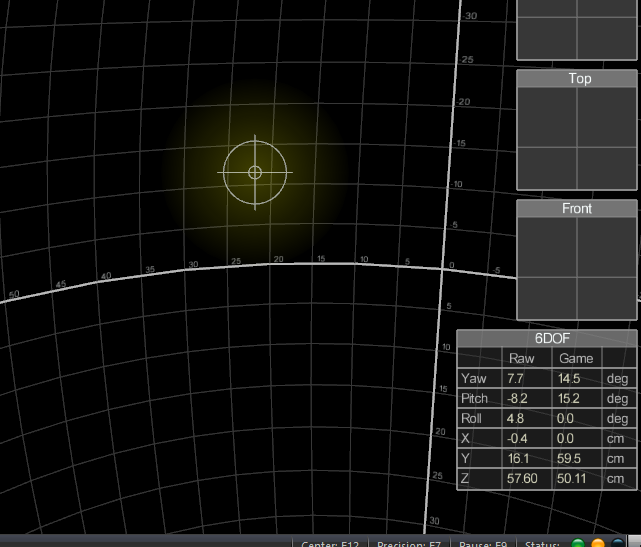 -30
25
-20
-15
-10
5
50
45
40
35
30
25
20
15
10
5
0
-5
5
10
15
20
25
30
Top
Front
6DOF
Raw Game
Yaw 7.7 14.5 deg
Pitch -8.2 15.2 deg
Roll 4.8 0.0 deg
X -0.4 0.0 cm
Y 16.1 59.5 cm
Z 57.60 50.11 cm
Center: F12 Precision: F7 Pause: F9 Status: